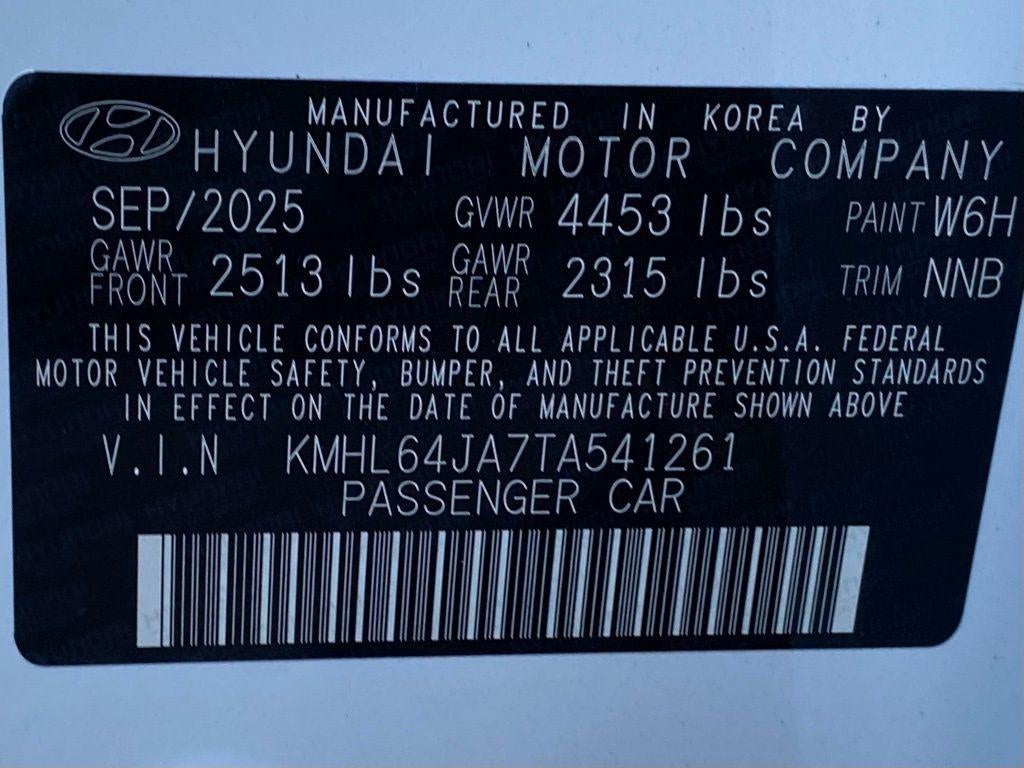 MANUFACTURED IN KOREA BY
HYUNDAI MOTOR COMPANY
SEP/2025 GVWR 4453 lbs PAINT W6H
GAWR FRONT 2513 lbs GAWR REAR 2315 lbs TRIM NNB
THIS VEHICLE CONFORMS TO ALL APPLICABLE U.S.A. FEDERAL
MOTOR VEHICLE SAFETY, BUMPER, AND THEFT PREVENTION STANDARDS
IN EFFECT ON THE DATE OF MANUFACTURE SHOWN ABOVE
V.I.N KMHL64JA7TA541261
PASSENGER CAR